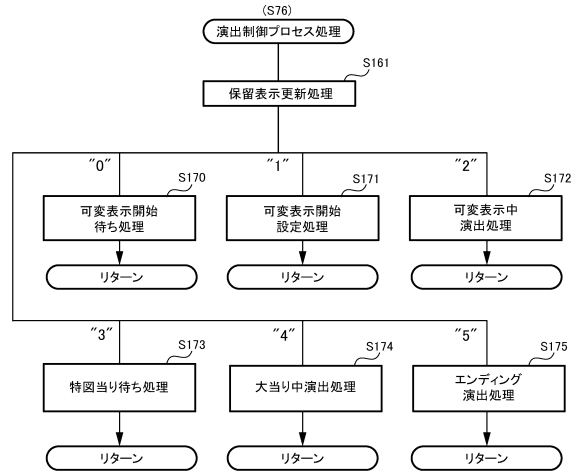 (S76)
演出制御プロセス処理
S161
保留表示更新処理
"0"
"1"
"2"
S170
S171
S172
可変表示開始
待ち処理
可変表示開始
設定処理
可変表示中
演出処理
リターン
リターン
リターン
"3"
"4"
"5"
S173
S174
S175
特図当り待ち処理
大当り中演出処理
エンディング
演出処理
リターン
リターン
リターン